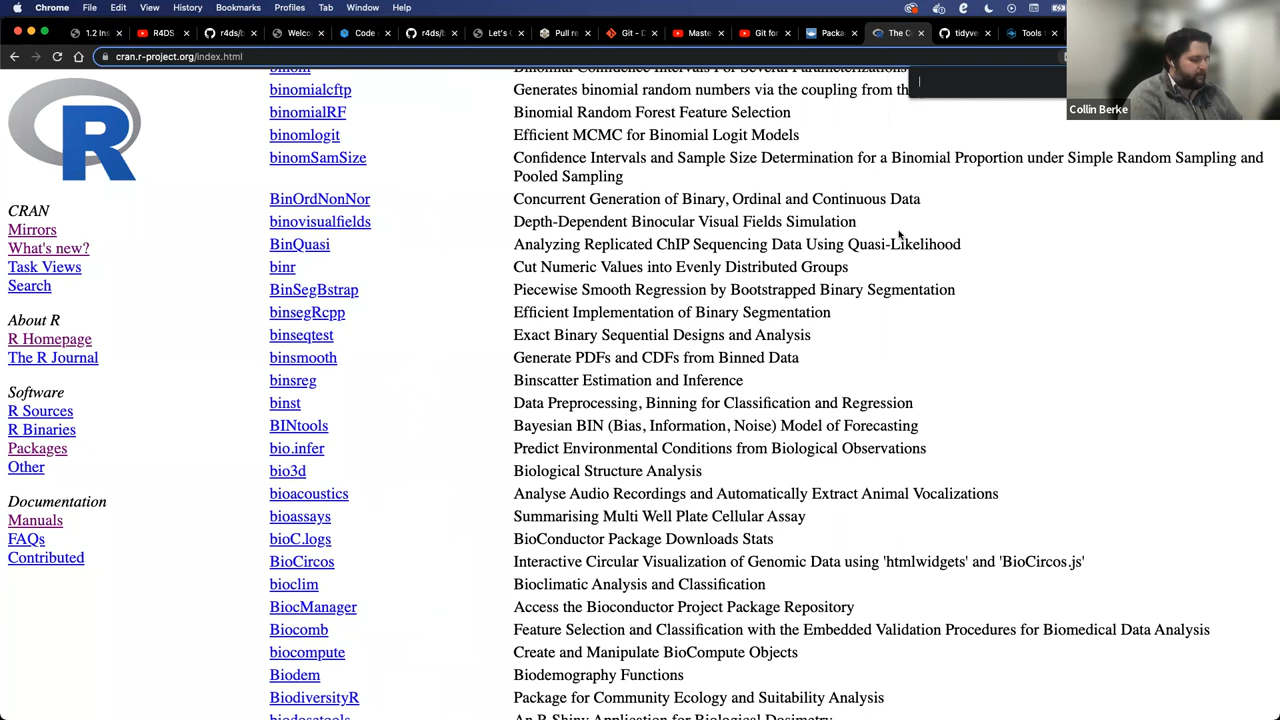 Chrome File Edit View History Bookmarks Profiles Tab Window Help
1.2 Ins R4DS r4ds/b Welco Code r4ds/b Let's Pull re Git - D Maste Git for Packa The C tidyve Tools
cran.r-project.org/index.html
Collin Berke
R
CRAN
Mirrors
What's new?
Task Views
Search
About R
R Homepage
The R Journal
Software
R Sources
R Binaries
Packages
Other
Documentation
Manuals
FAQs
Contributed
binom Binomial Confidence Intervals For Several Parameterizations
binomialcftp Generates binomial random numbers via the coupling from th
binomialRF Binomial Random Forest Feature Selection
binomlogit Efficient MCMC for Binomial Logit Models
binomSamSize Confidence Intervals and Sample Size Determination for a Binomial Proportion under Simple Random Sampling and
Pooled Sampling
BinOrdNonNor Concurrent Generation of Binary, Ordinal and Continuous Data
binovisualfields Depth-Dependent Binocular Visual Fields Simulation
BinQuasi Analyzing Replicated ChIP Sequencing Data Using Quasi-Likelihood
binr Cut Numeric Values into Evenly Distributed Groups
BinSegBstrap Piecewise Smooth Regression by Bootstrapped Binary Segmentation
binsegRcpp Efficient Implementation of Binary Segmentation
binseqtest Exact Binary Sequential Designs and Analysis
binsmooth Generate PDFs and CDFs from Binned Data
binsreg Binscatter Estimation and Inference
binst Data Preprocessing, Binning for Classification and Regression
BINtools Bayesian BIN (Bias, Information, Noise) Model of Forecasting
bio.infer Predict Environmental Conditions from Biological Observations
bio3d Biological Structure Analysis
bioacoustics Analyse Audio Recordings and Automatically Extract Animal Vocalizations
bioassays Summarising Multi Well Plate Cellular Assay
bioC.logs BioConductor Package Downloads Stats
BioCircos Interactive Circular Visualization of Genomic Data using 'htmlwidgets' and 'BioCircos.js'
bioclim Bioclimatic Analysis and Classification
BiocManager Access the Bioconductor Project Package Repository
Biocomb Feature Selection and Classification with the Embedded Validation Procedures for Biomedical Data Analysis
biocompute Create and Manipulate BioCompute Objects
Biodem Biodemography Functions
BiodiversityR Package for Community Ecology and Suitability Analysis
biodosetools An R Shiny Application for Biological Dosimetry